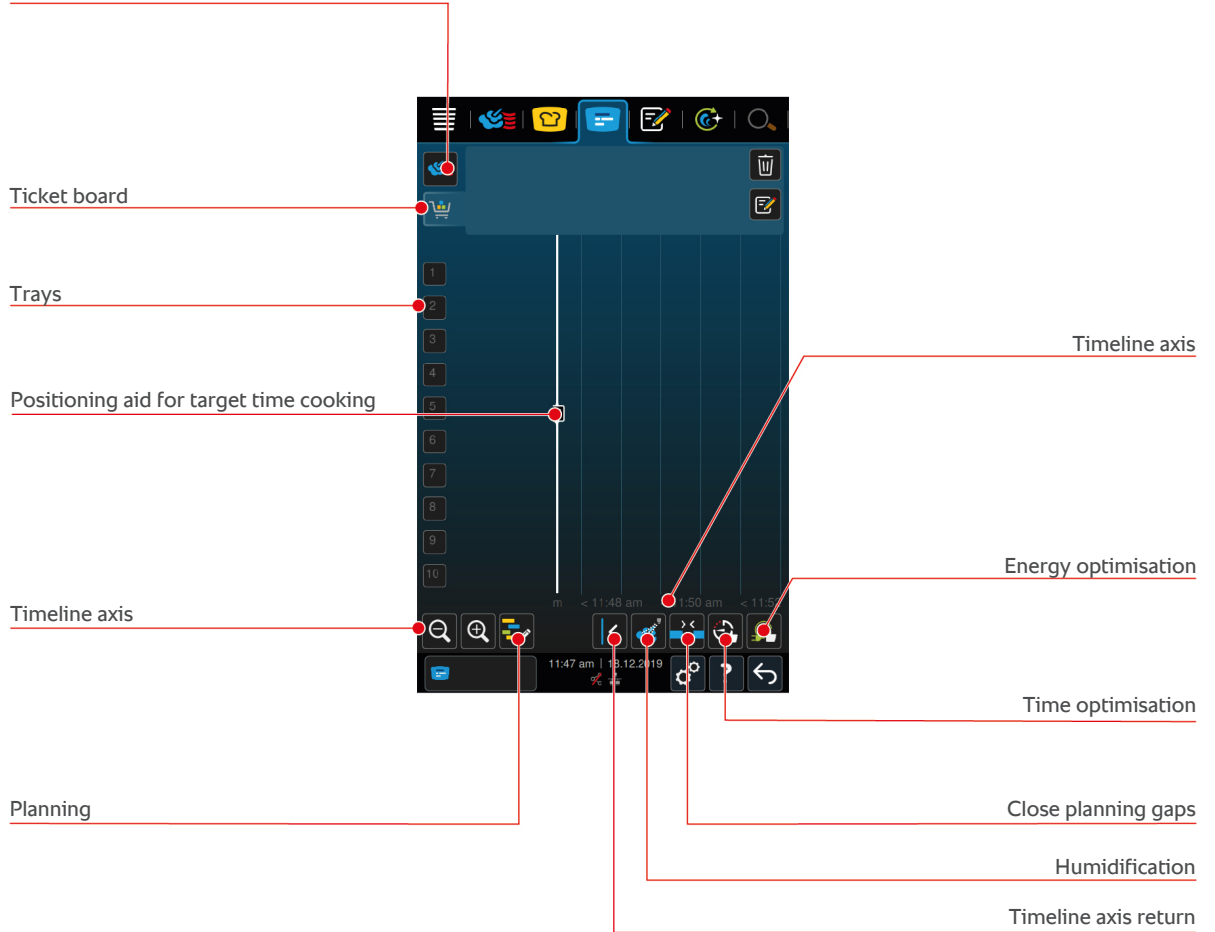 Ticket board
1
Trays
2
3
Timeline axis
4
Positioning aid for target time cooking
5
6
7
8
9
Energy optimisation
10
m < 11:48 am 1:50 am < 11:52
Timeline axis
11:47 am | 18.12.2019
?
Time optimisation
Planning
Close planning gaps
Humidification
Timeline axis return